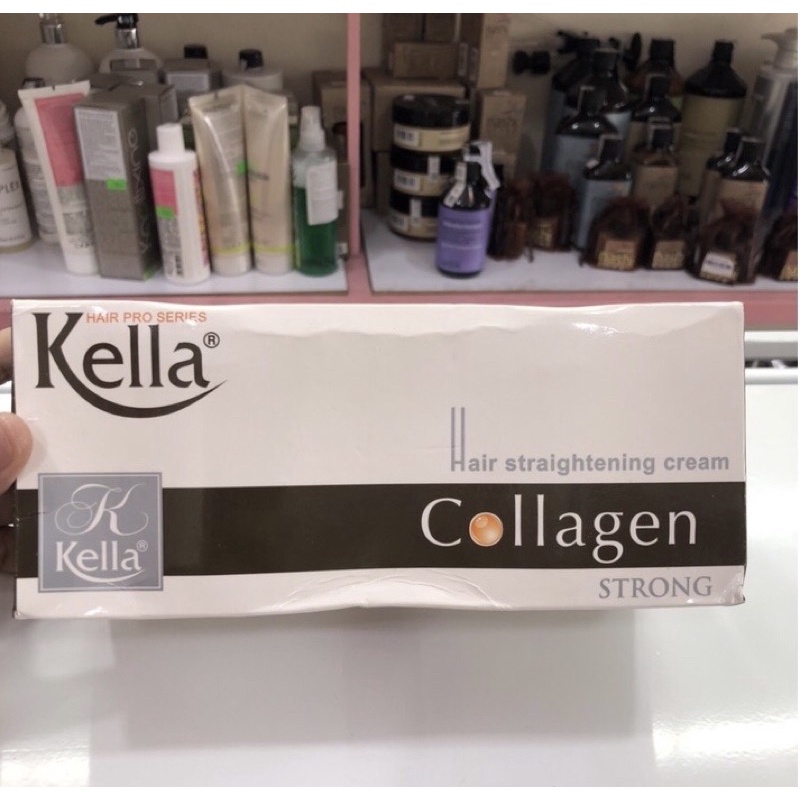 HAIR PRO SERIES
Kella®
Hair straightening cream
Collagen
K
Kella®
STRONG